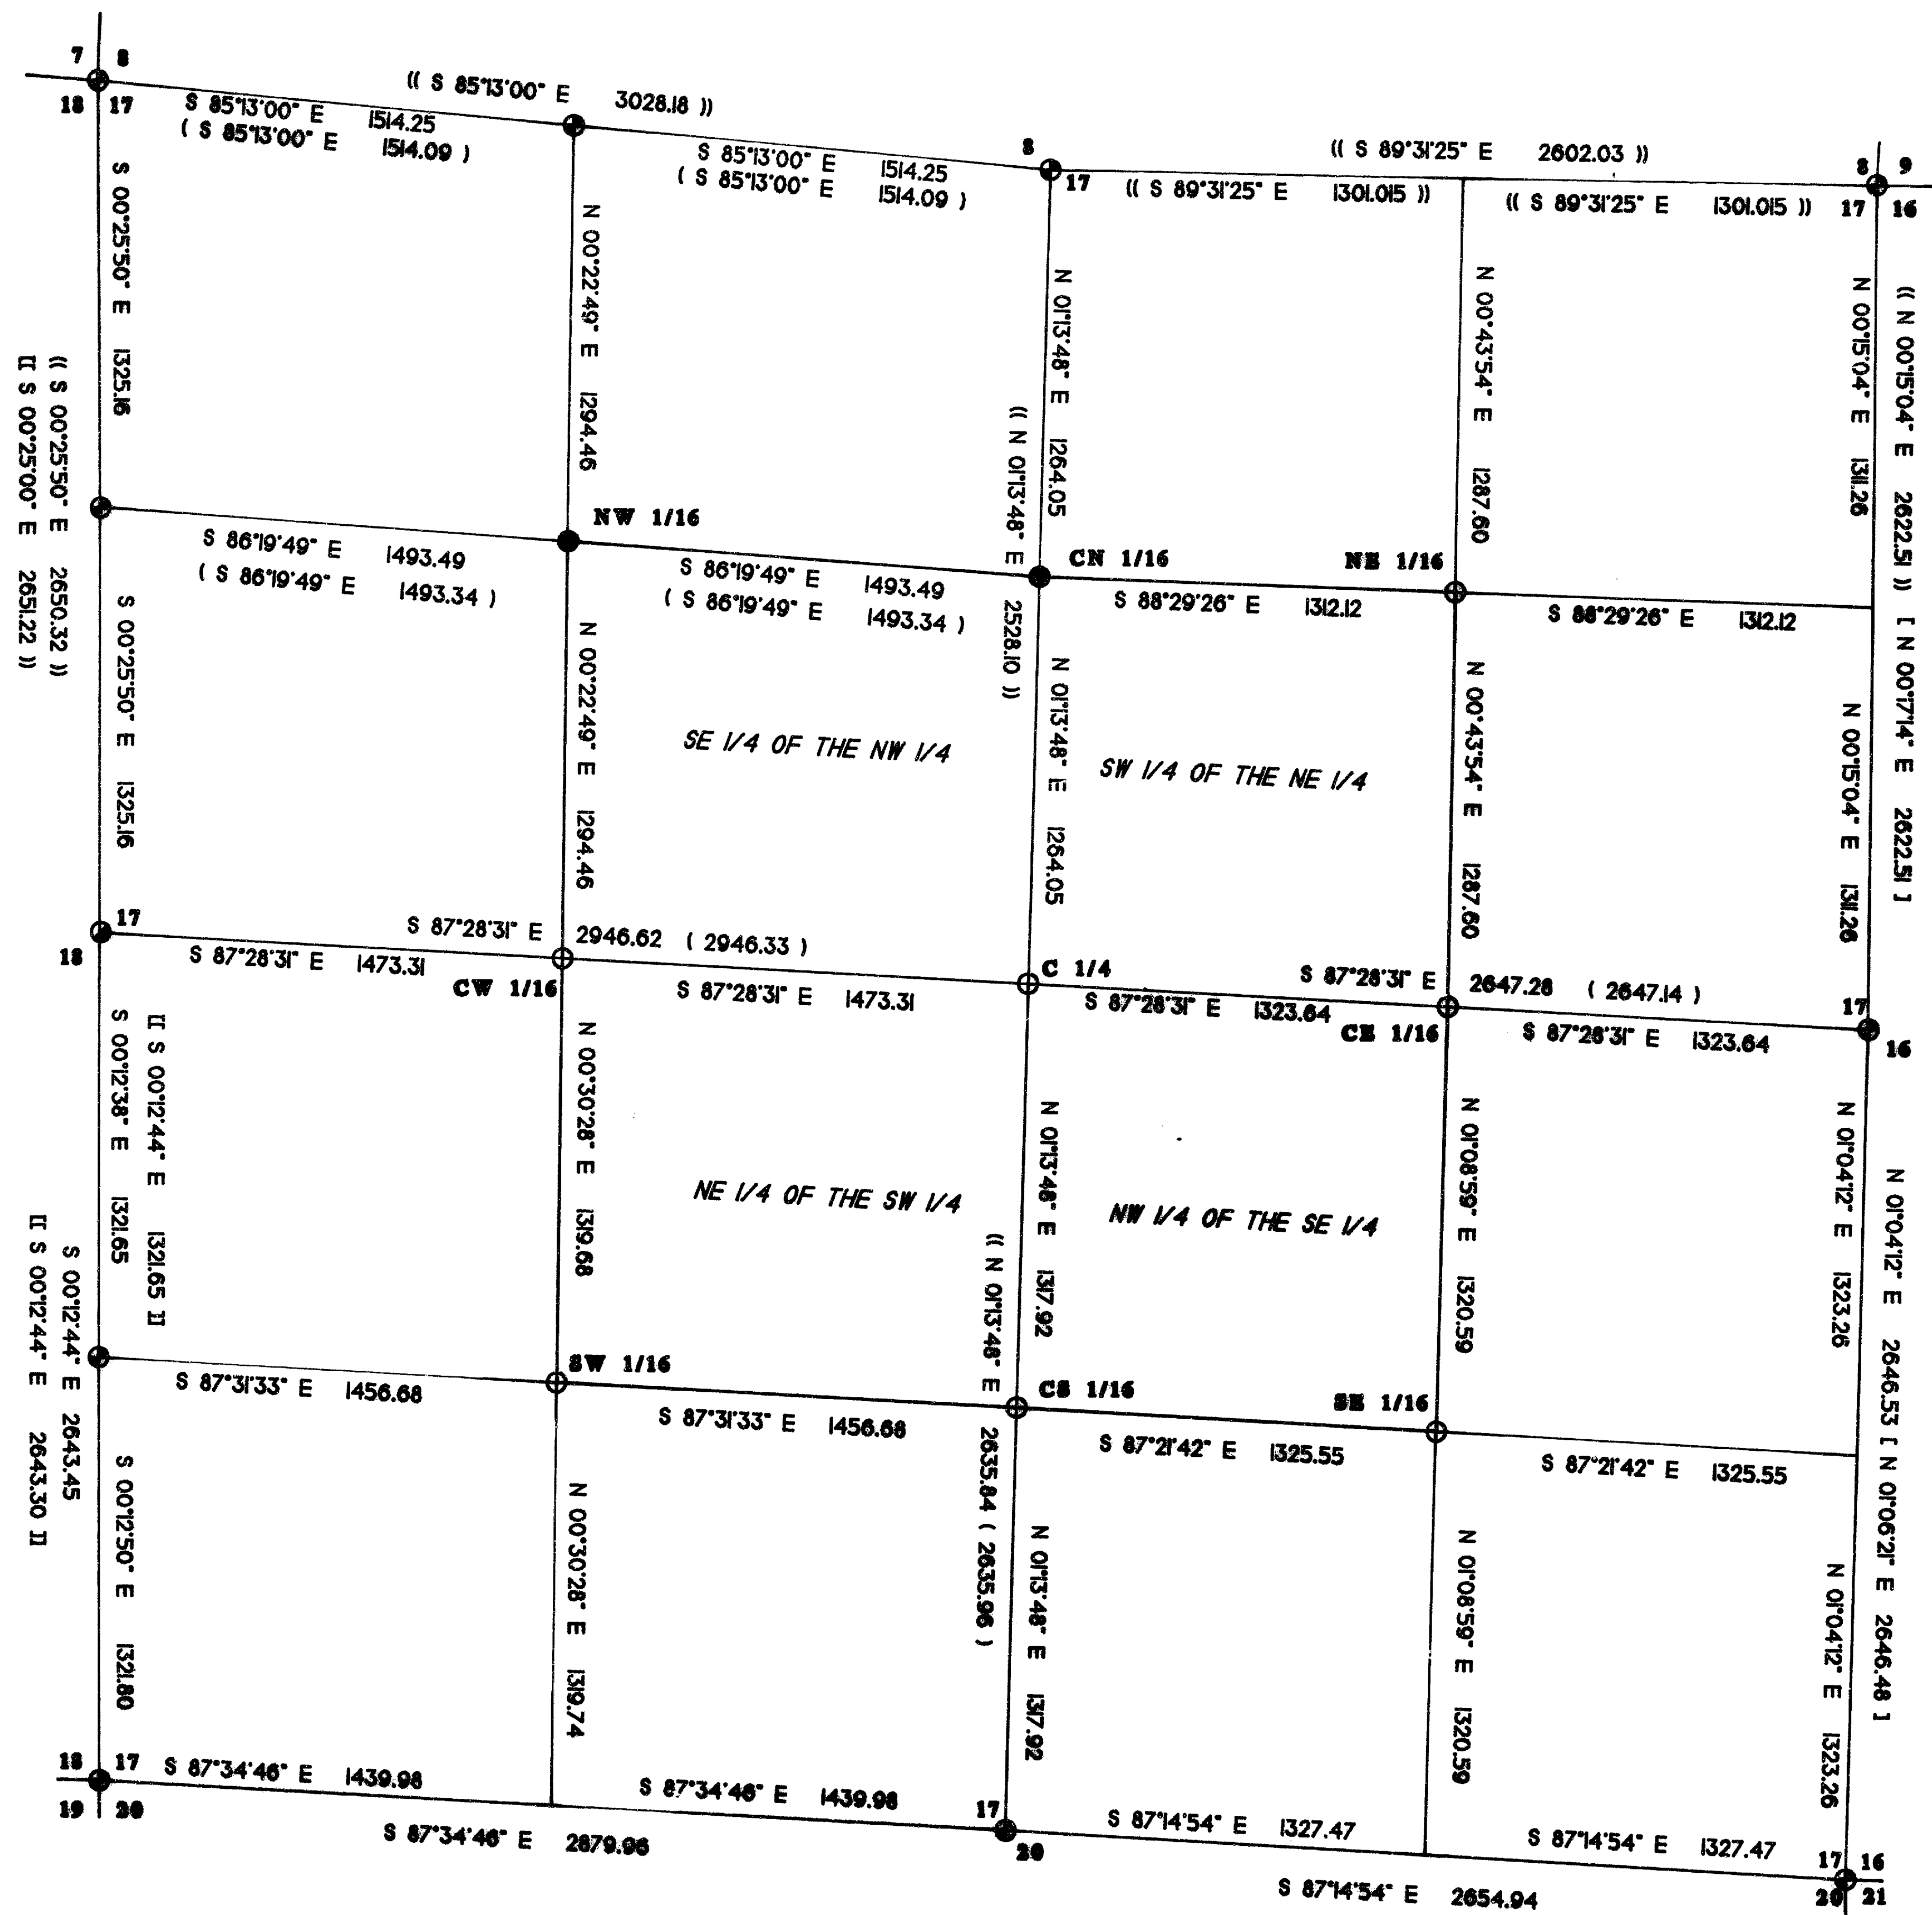 7 8
18 17
(( S 85°13'00" E 3028.18 ))
S 85°13'00" E 1514.25
( S 85°13'00" E 1514.09 )
S 85°13'00" E 1514.25
( S 85°13'00" E 1514.09 )
8
17
(( S 89°31'25" E 2602.03 ))
(( S 89°31'25" E 1301.015 ))
(( S 89°31'25" E 1301.015 ))
8 9
17 16
S 00°25'50" E 1325.16
N 00°22'49" E 1294.46
N 01°13'48" E 1264.05
N 00°43'54" E 1287.60
N 00°15'04" E 1311.26
(( N 00°15'04" E 2622.51 )) [ N 00°17'14" E 2622.51 ]
(( S 00°25'50" E 2650.32 ))
[[ S 00°25'00" E 2651.22 ))
(( N 01°13'48" E 2528.10 ))
NW 1/16
CN 1/16
NE 1/16
S 86°19'49" E 1493.49
( S 86°19'49" E 1493.34 )
S 86°19'49" E 1493.49
( S 86°19'49" E 1493.34 )
S 88°29'26" E 1312.12
S 88°29'26" E 1312.12
S 00°25'50" E 1325.16
N 00°22'49" E 1294.46
N 01°13'48" E 1264.05
N 00°43'54" E 1287.60
N 00°15'04" E 1311.26
SE 1/4 OF THE NW 1/4
SW 1/4 OF THE NE 1/4
17
18
S 87°28'31" E 2946.62 ( 2946.33 )
S 87°28'31" E 1473.31
CW 1/16
S 87°28'31" E 1473.31
C 1/4
S 87°28'31" E 2647.28 ( 2647.14 )
S 87°28'31" E 1323.64
CE 1/16
S 87°28'31" E 1323.64
17
16
S 00°12'38" E 1321.65
[[ S 00°12'44" E 1321.65 ]]
N 00°30'28" E 1319.68
N 01°13'48" E 1317.92
N 01°08'59" E 1320.59
N 01°04'12" E 1323.26
N 01°04'12" E 2646.53 [ N 01°06'21" E 2646.48 ]
NE 1/4 OF THE SW 1/4
NW 1/4 OF THE SE 1/4
S 00°12'44" E 2643.45
[[ S 00°12'44" E 2643.30 ]]
(( N 01°13'48" E 2635.84 ( 2635.96 )
SW 1/16
CS 1/16
SE 1/16
S 87°31'33" E 1456.68
S 87°31'33" E 1456.68
S 87°21'42" E 1325.55
S 87°21'42" E 1325.55
S 00°12'50" E 1321.80
N 00°30'28" E 1319.74
N 01°13'48" E 1317.92
N 01°08'59" E 1320.59
N 01°04'12" E 1323.26
18 17
19 20
S 87°34'46" E 1439.98
S 87°34'46" E 1439.98
S 87°34'46" E 2879.96
17
20
S 87°14'54" E 1327.47
S 87°14'54" E 1327.47
S 87°14'54" E 2654.94
17 16
20 21